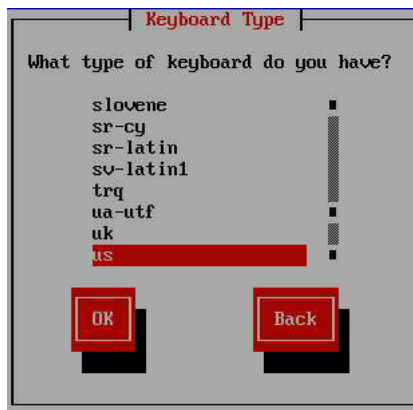 Keyboard Type
What type of keyboard do you have?
slovene
sr-cy
sr-latin
sv-latin1
trq
ua-utf
uk
us
OK Back